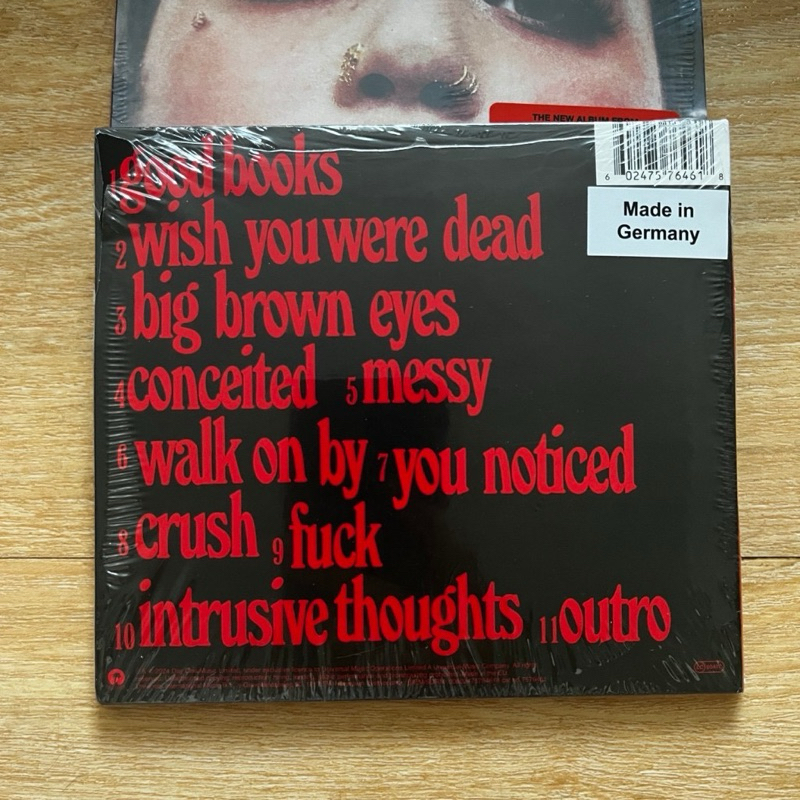 THE NEW ALBUM FROM
1 good books
6 02475 76461 8
Made in
Germany
2 wish you were dead
3 big brown eyes
4 conceited 5 messy
6 walk on by 7 you noticed
8 crush 9 fuck
10 intrusive thoughts 11 outro